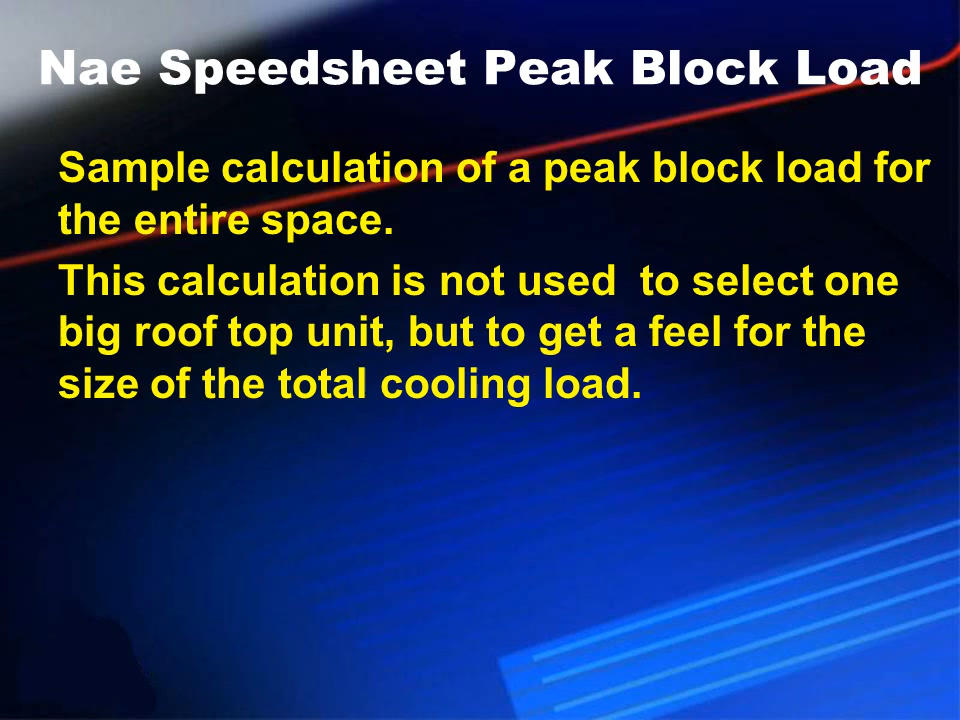 Nae Speedsheet Peak Block Load
Sample calculation of a peak block load for
the entire space.
This calculation is not used  to select one
big roof top unit, but to get a feel for the
size of the total cooling load.